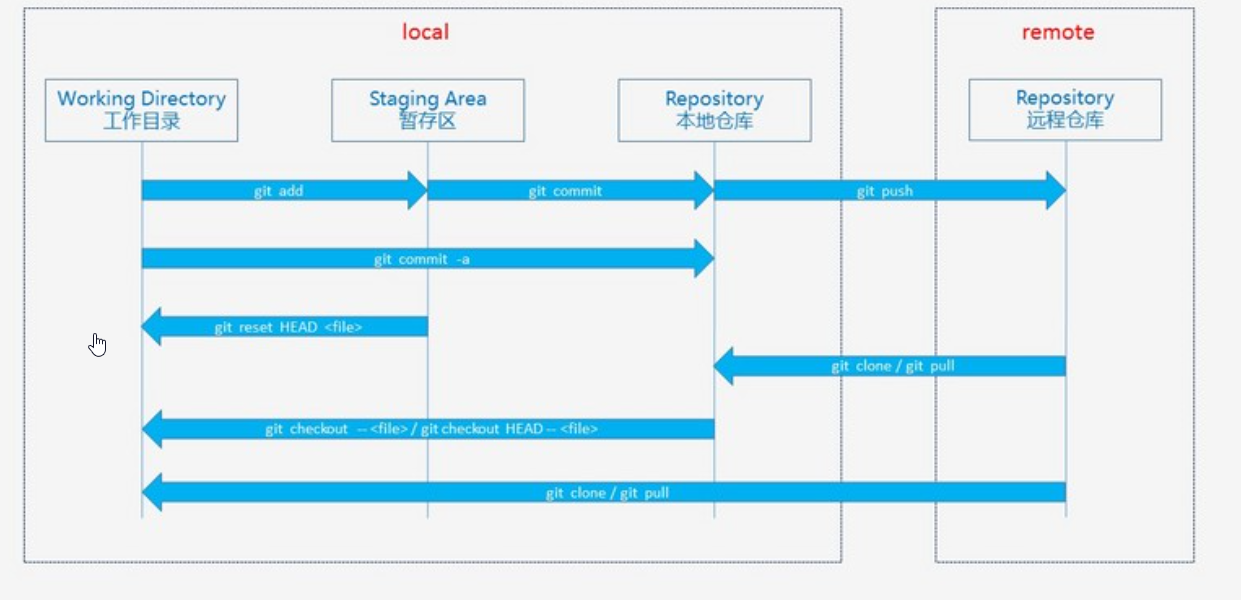 local
remote
Working Directory
工作目录
Staging Area
暂存区
Repository
本地仓库
Repository
远程仓库
git add
git commit
git push
git commit -a
git reset HEAD <file>
git clone / git pull
git checkout -- <file> / git checkout HEAD -- <file>
git clone / git pull